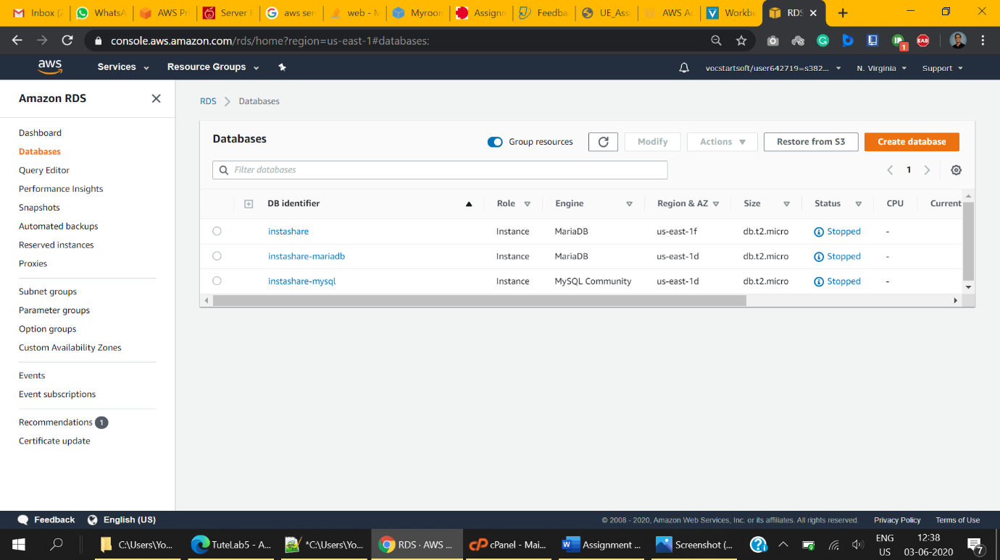 Inbox (2
WhatsA
AWS Pr
Server F
aws ser
web - M
Myroon
Assignn
Feedba
UE_Assi
AWS Ac
Workbe
RDS
console.aws.amazon.com/rds/home?region=us-east-1#databases:
1
EAB
aws
Services
Resource Groups
vocstartsoft/user642719=s382...
N. Virginia
Support
Amazon RDS
Dashboard
Databases
Query Editor
Performance Insights
Snapshots
Automated backups
Reserved instances
Proxies
Subnet groups
Parameter groups
Option groups
Custom Availability Zones
Events
Event subscriptions
Recommendations 1
Certificate update
RDS > Databases
Databases
Group resources
Modify
Actions
Restore from S3
Create database
Filter databases
1
DB identifier Role Engine Region & AZ Size Status CPU Current
instashare Instance MariaDB us-east-1f db.t2.micro Stopped -
instashare-mariadb Instance MariaDB us-east-1d db.t2.micro Stopped -
instashare-mysql Instance MySQL Community us-east-1d db.t2.micro Stopped -
Feedback
English (US)
© 2008 - 2020, Amazon Web Services, Inc. or its affiliates. All rights reserved.
Privacy Policy
Terms of Use
C:\Users\Yo...
TuteLab5 - A...
*C:\Users\Yo...
RDS · AWS ...
cPanel - Mai...
Assignment ...
Screenshot (...
ENG
US
12:38
03-06-2020
7